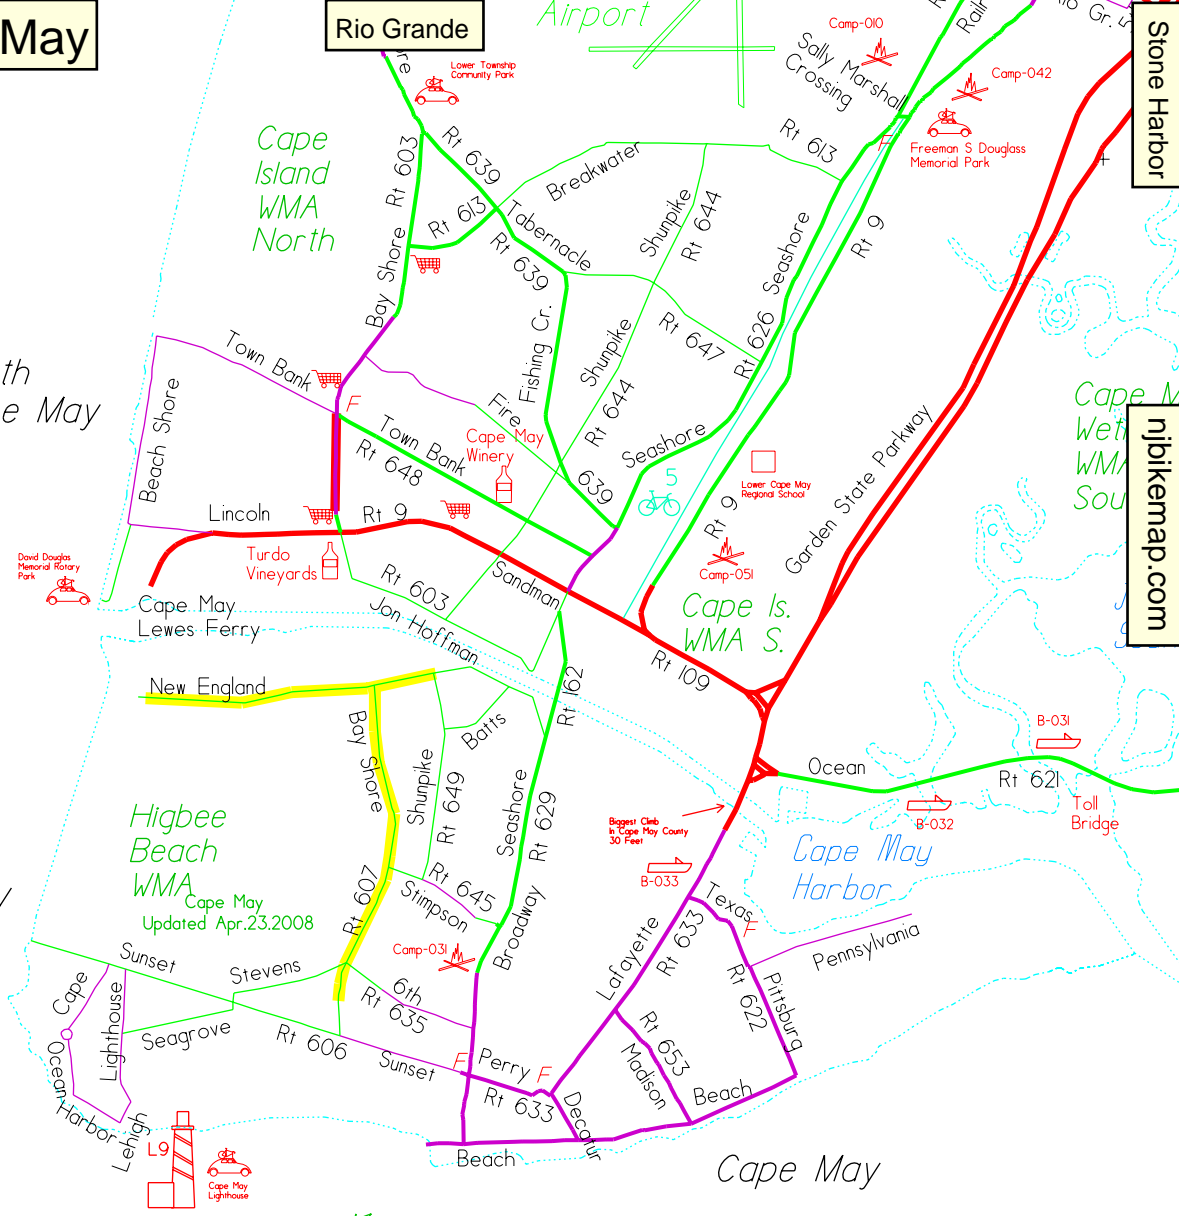 May
Rio Grande
Airport
Camp-010
Sally Marshall
Crossing
Camp-042
Freeman S Douglass
Memorial Park
Stone Harbor
Lower Township
Community Park
Cape
Island
WMA
North
Rt 603
Rt 639
Rt 613
Breakwater
Rt 613
Tabernacle
Rt 639
Shunpike
Rt 644
Seashore
Rt 9
Bay Shore
Rt 626
Rt 647
Fishing Cr.
Shunpike
Rt 644
Town Bank
Beach Shore
F
Fire
Town Bank
Rt 648
Cape May
Winery
Seashore
639
5
Lower Cape May
Regional School
Rt 9
Garden State Parkway
Cape M
njbikemap.com
th
e May
Lincoln
Rt 9
Turdo
Vineyards
David Douglas
Memorial Rotary
Park
Cape May
Lewes Ferry
Rt 603
Jon Hoffman
Sandman
Camp-051
Cape Is.
WMA S.
Rt 109
New England
Rt 162
Batts
Bay Shore
Shunpike
Rt 649
Seashore
Rt 629
Ocean
B-031
Rt 621
B-032
Toll
Bridge
Biggest Climb
In Cape May County
30 Feet
B-033
Cape May
Harbor
Higbee
Beach
WMA
Cape May
Updated Apr.23.2008
Rt 607
Rt 645
Stimpson
Broadway
Camp-031
Texas
F
Rt 633
Lafayette
Pennsylvania
Rt 622
Pittsburg
Sunset
Stevens
Cape
Lighthouse
Seagrove
Rt 606
6th
Rt 635
Sunset
F
Perry
F
Rt 633
Rt 653
Madison
Beach
Decatur
Ocean
Harbor
Lehigh
L9
Cape May
Lighthouse
Beach
Cape May